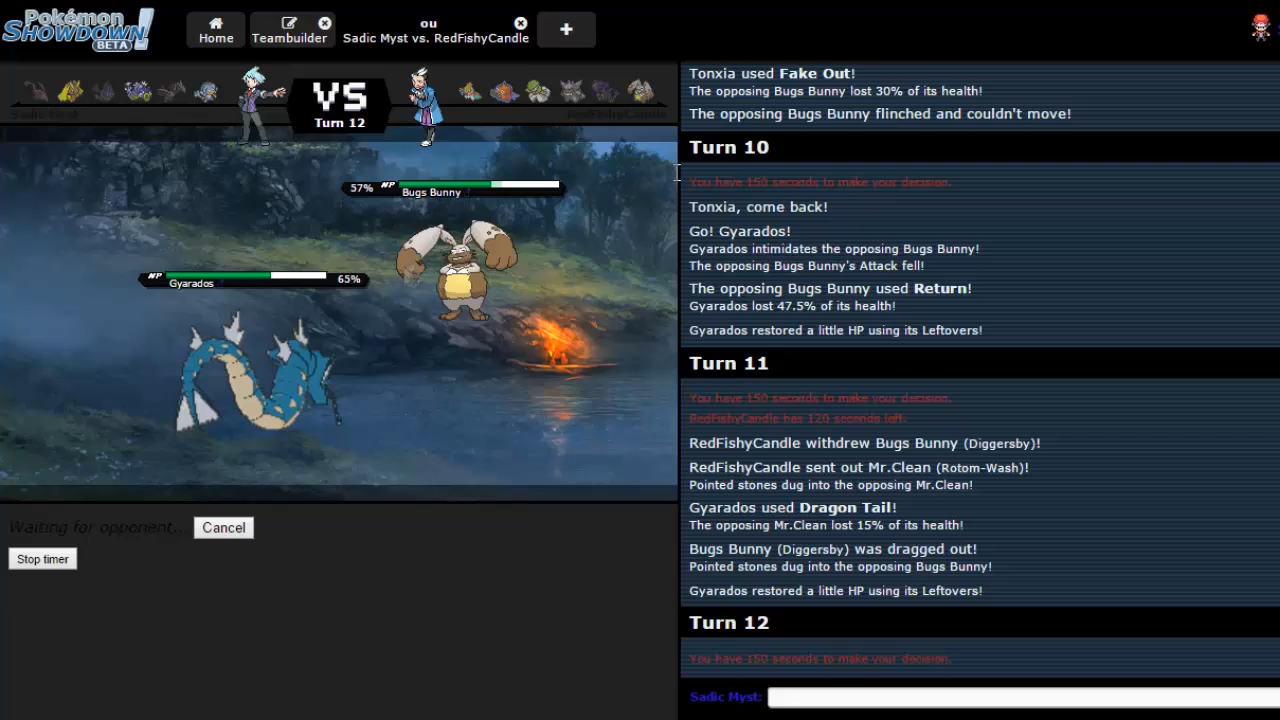 Pokémon
SHOWDOWN!
BETA
Home
Teambuilder
ou
Sadic Myst vs. RedFishyCandle
+
VS
Turn 12
RedFishyCandle
57% NP
Bugs Bunny
NP 65%
Gyarados
Waiting for opponent... Cancel
Stop timer
Tonxia used Fake Out!
The opposing Bugs Bunny lost 30% of its health!
The opposing Bugs Bunny flinched and couldn't move!
Turn 10
You have 150 seconds to make your decision.
Tonxia, come back!
Go! Gyarados!
Gyarados intimidates the opposing Bugs Bunny!
The opposing Bugs Bunny's Attack fell!
The opposing Bugs Bunny used Return!
Gyarados lost 47.5% of its health!
Gyarados restored a little HP using its Leftovers!
Turn 11
You have 150 seconds to make your decision.
RedFishyCandle has 120 seconds left.
RedFishyCandle withdrew Bugs Bunny (Diggersby)!
RedFishyCandle sent out Mr.Clean (Rotom-Wash)!
Pointed stones dug into the opposing Mr.Clean!
Gyarados used Dragon Tail!
The opposing Mr.Clean lost 15% of its health!
Bugs Bunny (Diggersby) was dragged out!
Pointed stones dug into the opposing Bugs Bunny!
Gyarados restored a little HP using its Leftovers!
Turn 12
You have 150 seconds to make your decision.
Sadic Myst: